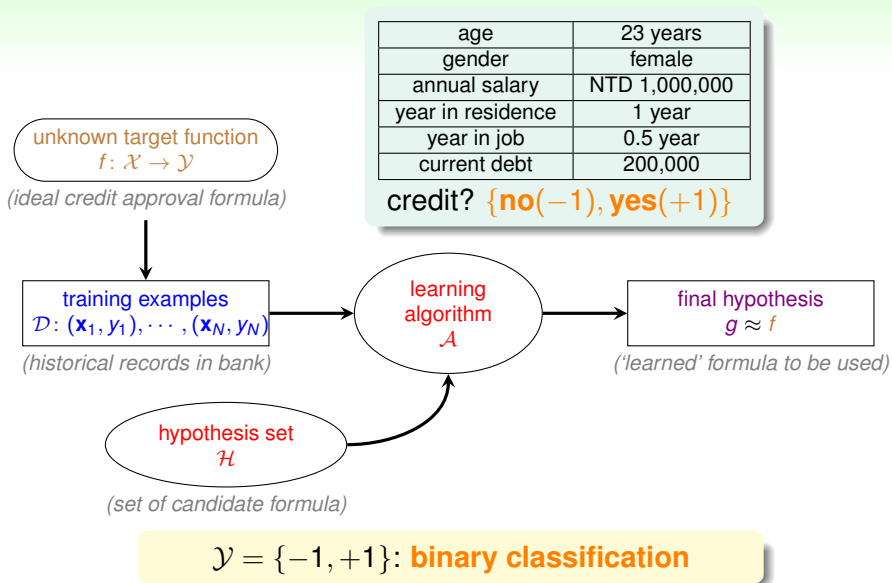 age 23 years
gender female
annual salary NTD 1,000,000
year in residence 1 year
year in job 0.5 year
current debt 200,000
credit? {no(−1), yes(+1)}
unknown target function
f : 𝒳 → 𝒴
(ideal credit approval formula)
training examples
𝒟 : (x₁, y₁), · · · , (x_N, y_N)
(historical records in bank)
learning
algorithm
𝒜
final hypothesis
g ≈ f
('learned' formula to be used)
hypothesis set
ℋ
(set of candidate formula)
𝒴 = {−1, +1}: binary classification